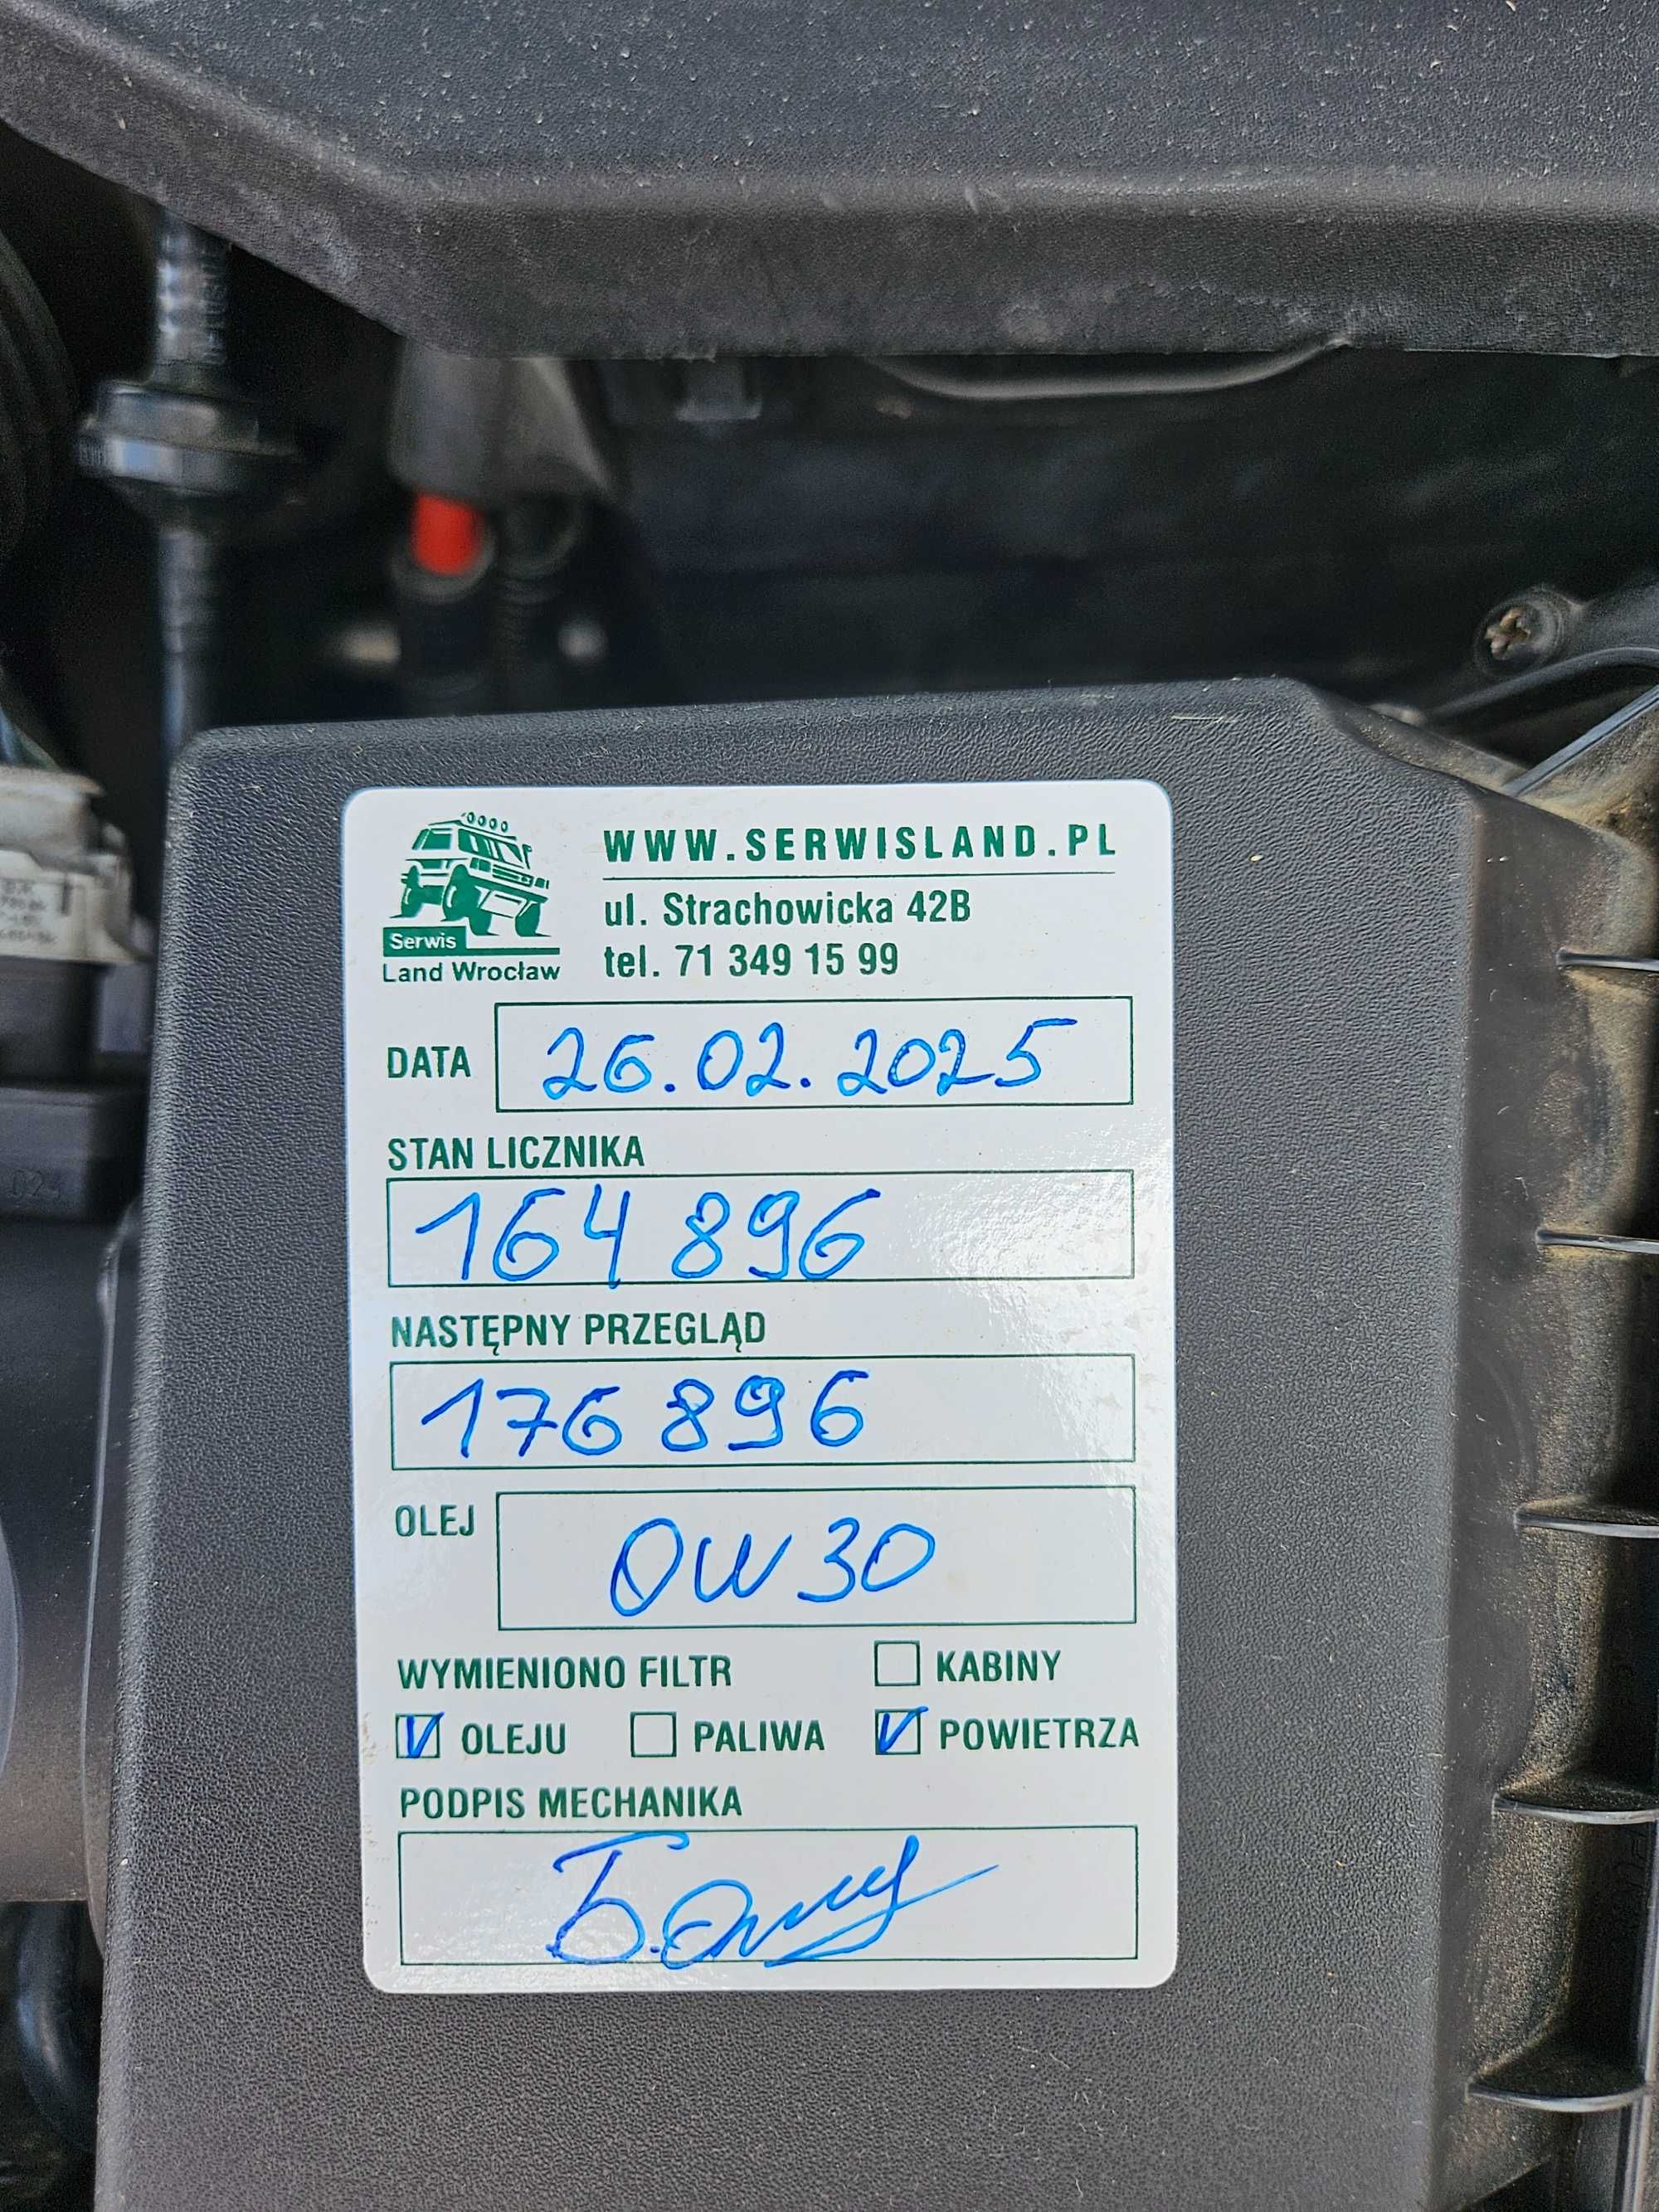 WWW.SERWISLAND.PL
ul. Strachowicka 42B
tel. 71 349 15 99
Serwis
Land Wrocław
DATA 26.02.2025
STAN LICZNIKA
164 896
NASTĘPNY PRZEGLĄD
176 896
OLEJ 0W30
WYMIENIONO FILTR KABINY
V OLEJU PALIWA V POWIETRZA
PODPIS MECHANIKA